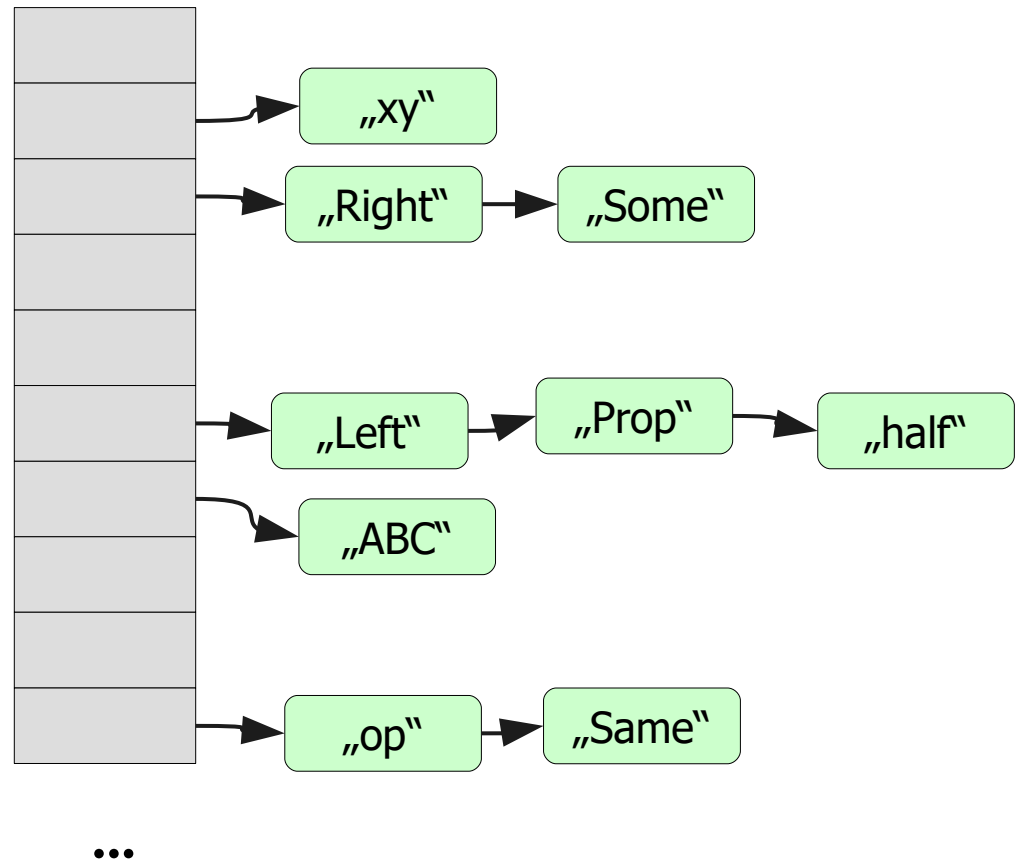 „xy“
„Right“
„Some“
„Left“
„Prop“
„half“
„ABC“
„op“
„Same“
...